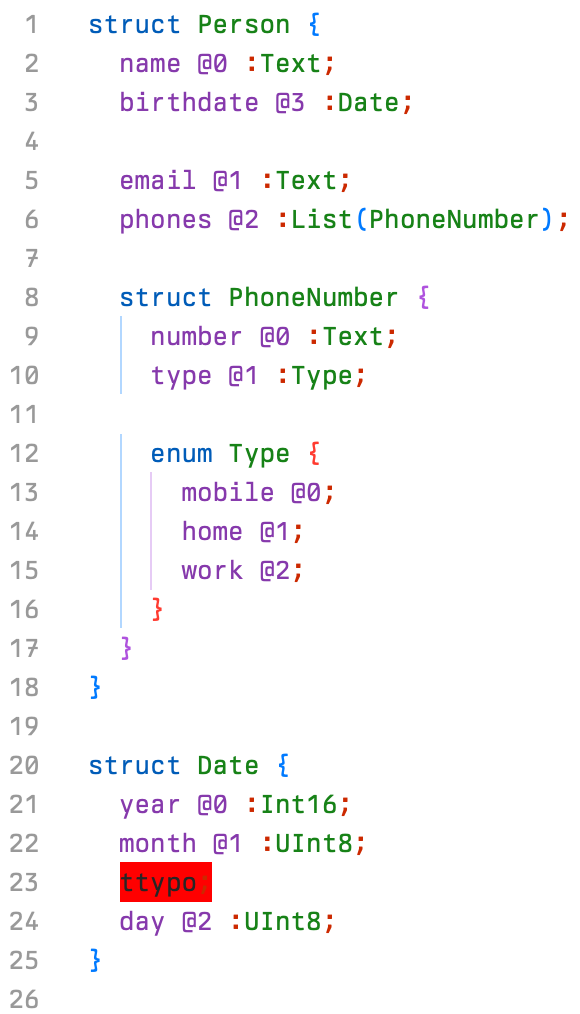 1 struct Person {
2 name @0 :Text;
3 birthdate @3 :Date;
4
5 email @1 :Text;
6 phones @2 :List(PhoneNumber);
7
8 struct PhoneNumber {
9 number @0 :Text;
10 type @1 :Type;
11
12 enum Type {
13 mobile @0;
14 home @1;
15 work @2;
16 }
17 }
18 }
19
20 struct Date {
21 year @0 :Int16;
22 month @1 :UInt8;
23 ttypo;
24 day @2 :UInt8;
25 }
26